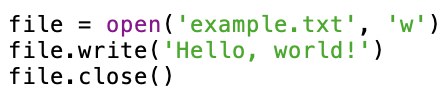 file = open('example.txt', 'w')
file.write('Hello, world!')
file.close()